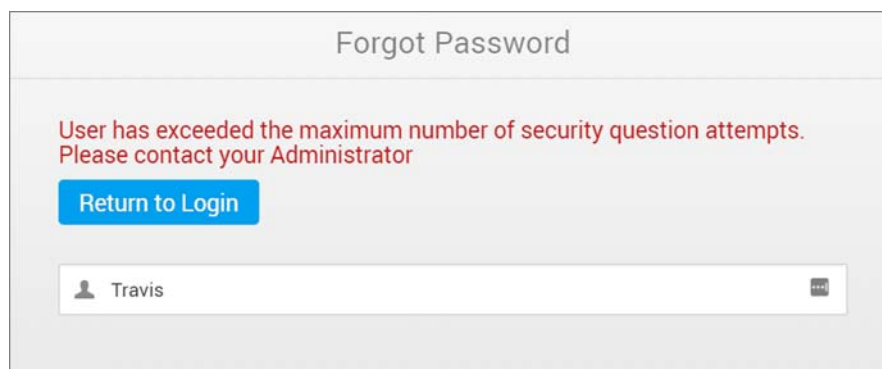 Forgot Password
User has exceeded the maximum number of security question attempts.
Please contact your Administrator
Return to Login
Travis